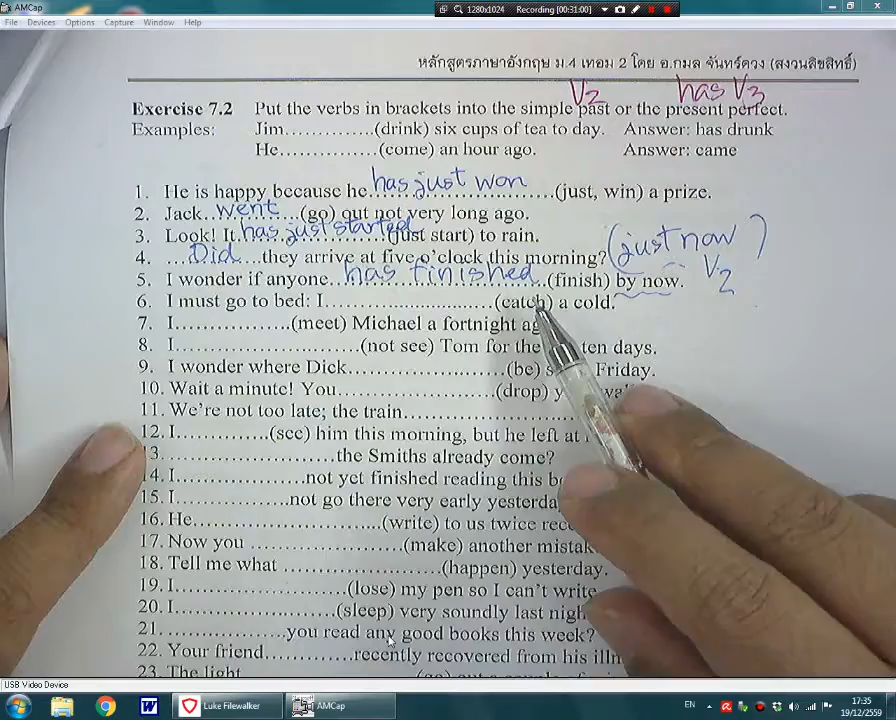 AMCap
1280x1024 Recording [00:31:00]
File Devices Options Capture Window Help
หลักสูตรภาษาอังกฤษ ม.4 เทอม 2 โดย อ.กมล จันทร์ดวง (สงวนลิขสิทธิ์)
V2 has V3
Exercise 7.2 Put the verbs in brackets into the simple past or the present perfect.
Examples: Jim..............(drink) six cups of tea to day. Answer: has drunk
He..............(come) an hour ago. Answer: came
1. He is happy because he has just won (just, win) a prize.
2. Jack went (go) out not very long ago.
3. Look! It has just started (just start) to rain. (just now)
4. Did they arrive at five o'clock this morning?
5. I wonder if anyone has finished (finish) by now. V2
6. I must go to bed: I..............................(catch) a cold.
7. I....................(meet) Michael a fortnight
8. I................................(not see) Tom for the ten days.
9. I wonder where Dick..........................(be) Friday.
10. Wait a minute! You..........................(drop)
11. We're not too late; the train..........................
12. I................(see) him this morning, but he left at
13. ..............................the Smiths already come?
14. I......................not yet finished reading this
15. I....................not go there very early
16. He................................(write) to us twice
17. Now you ..........................(make) another
18. Tell me what ......................(happen) yesterday.
19. I..............................(lose) my pen so I can't write
20. I............................(sleep) very soundly last
21. ....................you read any good books this week?
22. Your friend..............recently recovered from his
23. The light
USB Video Device
Luke Filewalker AMCap EN 17:35
19/12/2559